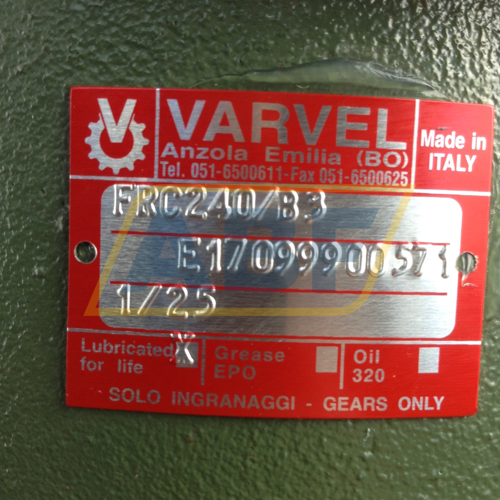 VARVEL
Made in
ITALY
Anzola Emilia (BO)
Tel. 051-6500611-Fax 051-6500625
FRC240/B3
E17099900571
1/25
Lubricated X
for life
Grease
EPO
Oil
320
SOLO INGRANAGGI - GEARS ONLY